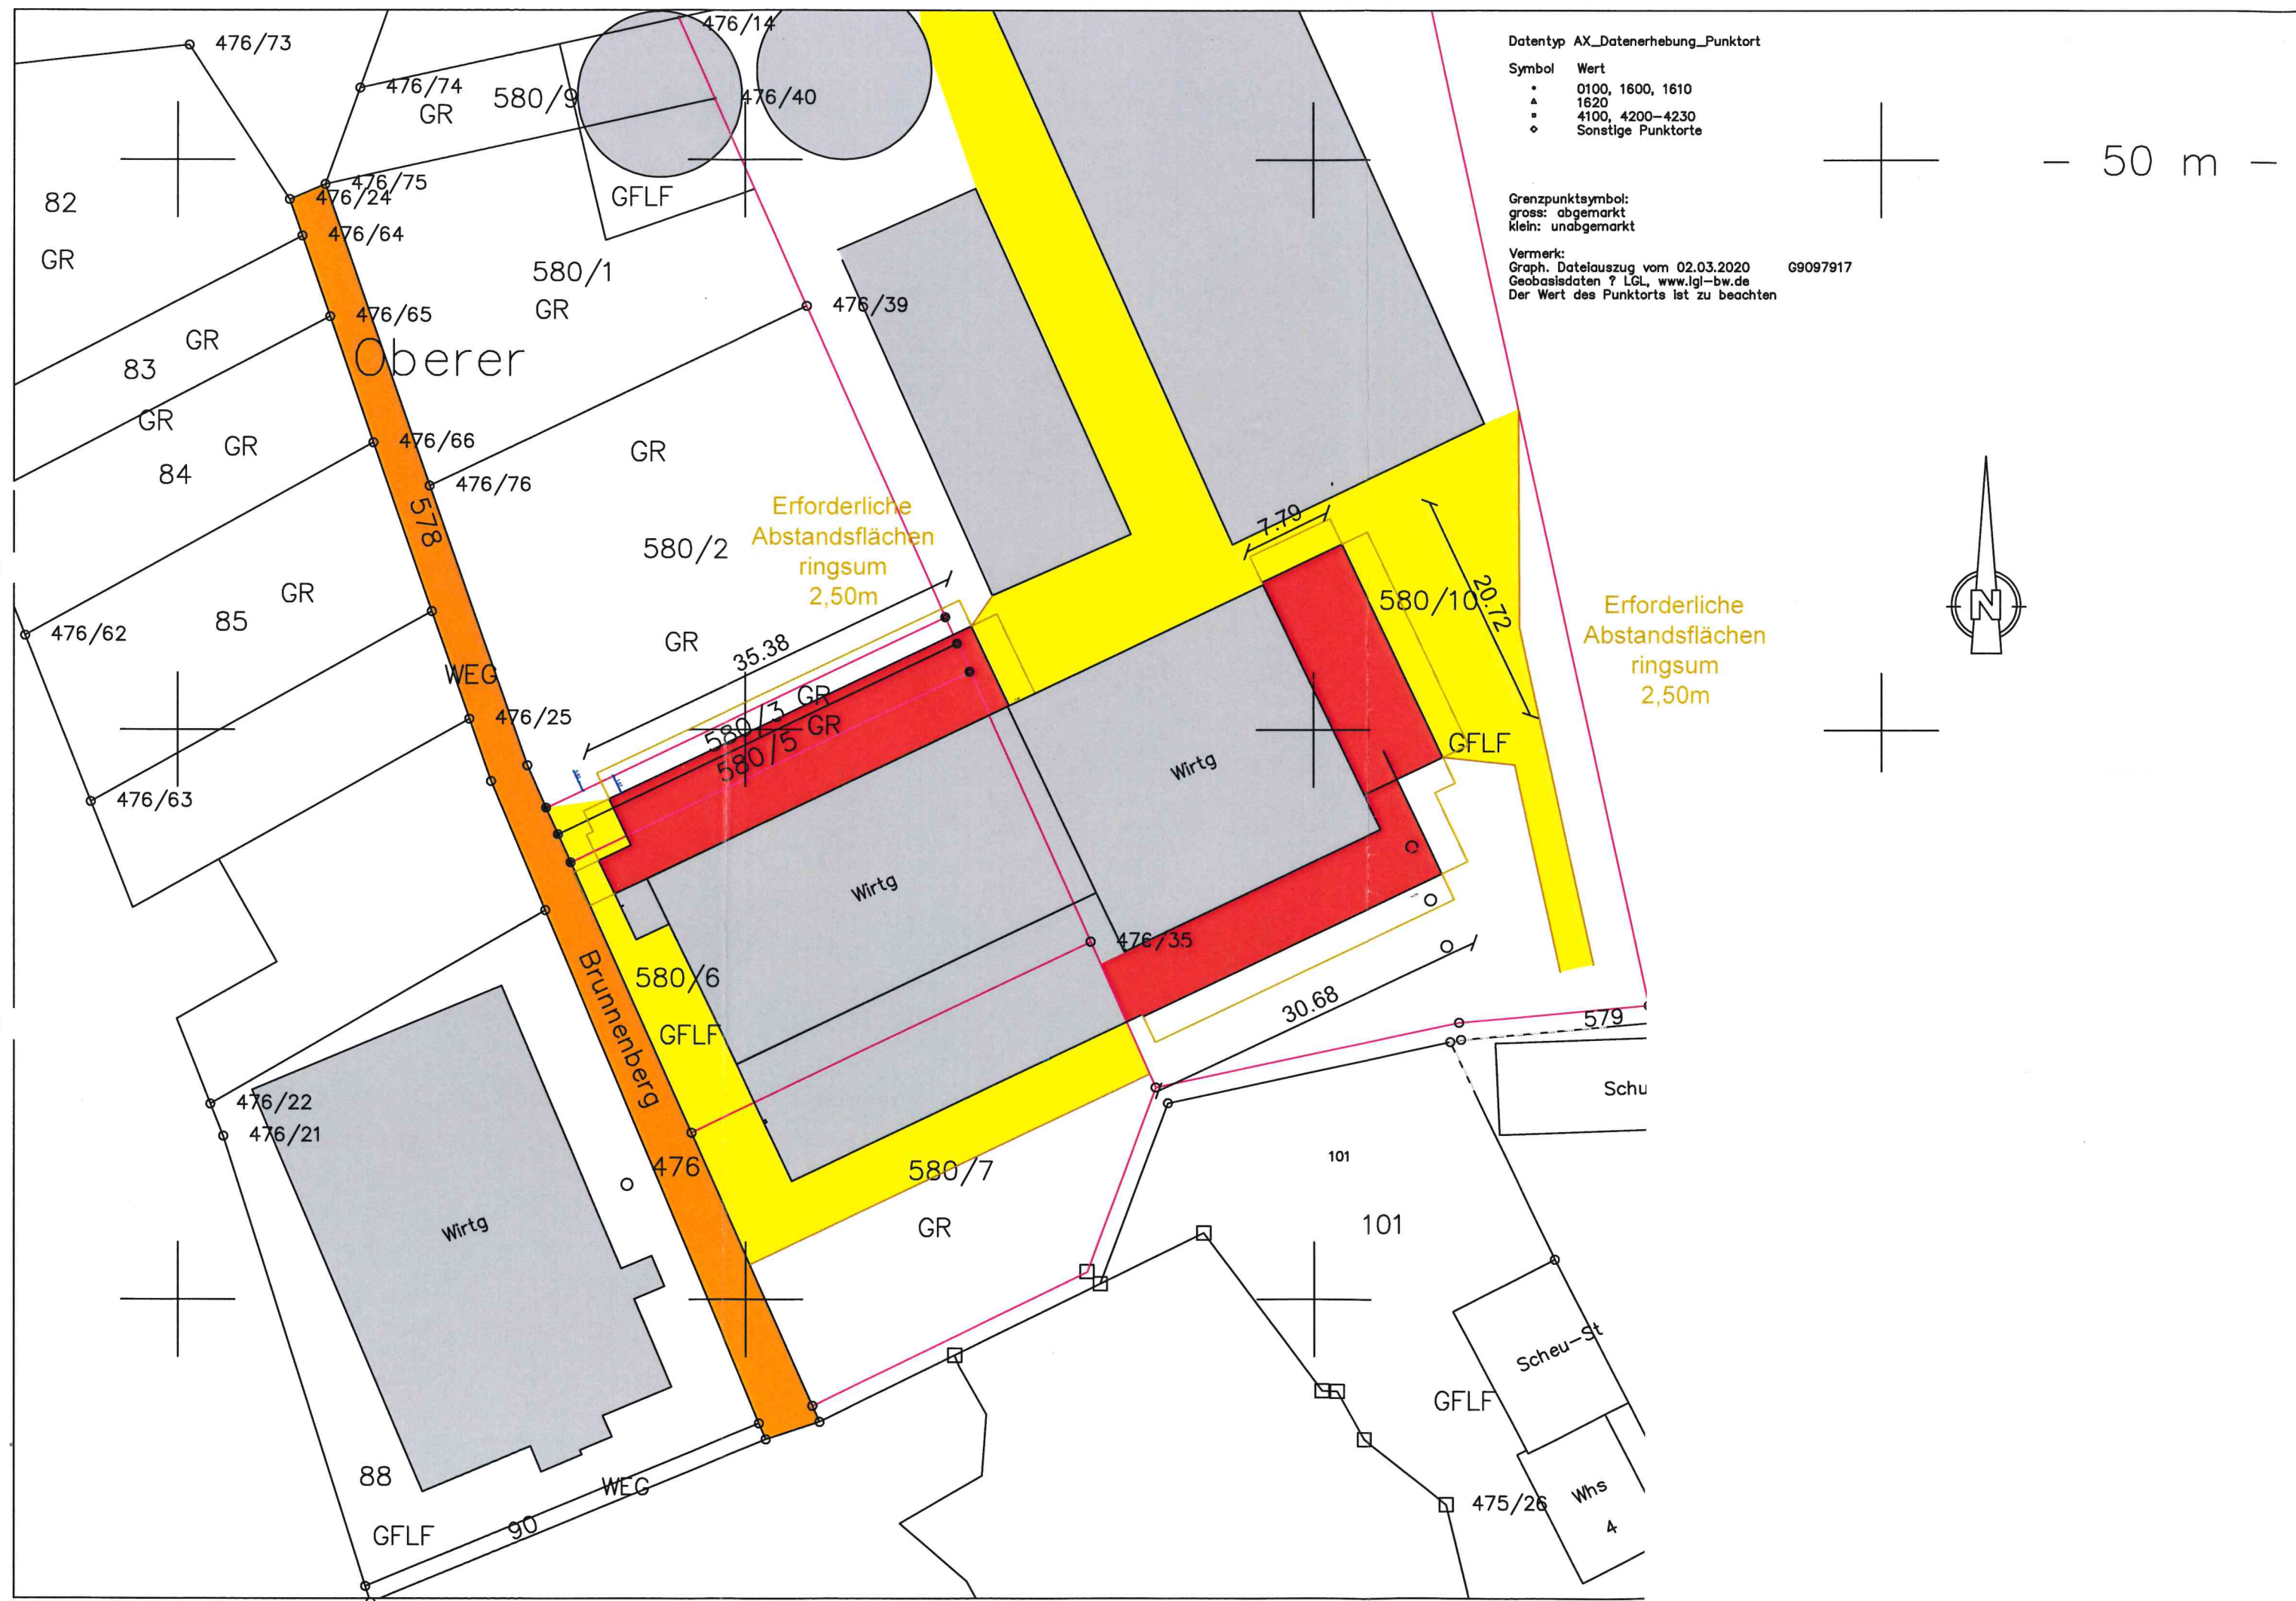 476/73
476/14
476/74
GR
580/9
476/40
476/75
476/24
GFLF
82
476/64
GR
580/1
GR
476/39
476/65
GR
83
Oberer
GR
GR
476/66
84
GR
476/76
578
580/2
Erforderliche
Abstandsflächen
ringsum
2,50m
GR
85
476/62
GR
35.38
WEG
476/25
580/3
GR
580/5
GR
476/63
7.79
580/10
20.72
GFLF
Wirtg
Wirtg
476/35
580/6
GFLF
Brunnenberg
30.68
579
Schu
476/22
476/21
476
580/7
GR
101
101
Wirtg
Scheu-St
GFLF
88
WEG
GFLF
90
475/26
Whs
4
Datentyp AX_Datenerhebung_Punktort
Symbol Wert
0100, 1600, 1610
1620
4100, 4200-4230
Sonstige Punktorte
- 50 m -
Grenzpunktsymbol:
gross: abgemarkt
klein: unabgemarkt
Vermerk:
Graph. Dateiauszug vom 02.03.2020 G9097917
Geobasisdaten ? LGL, www.lgl-bw.de
Der Wert des Punktorts ist zu beachten
N
Erforderliche
Abstandsflächen
ringsum
2,50m